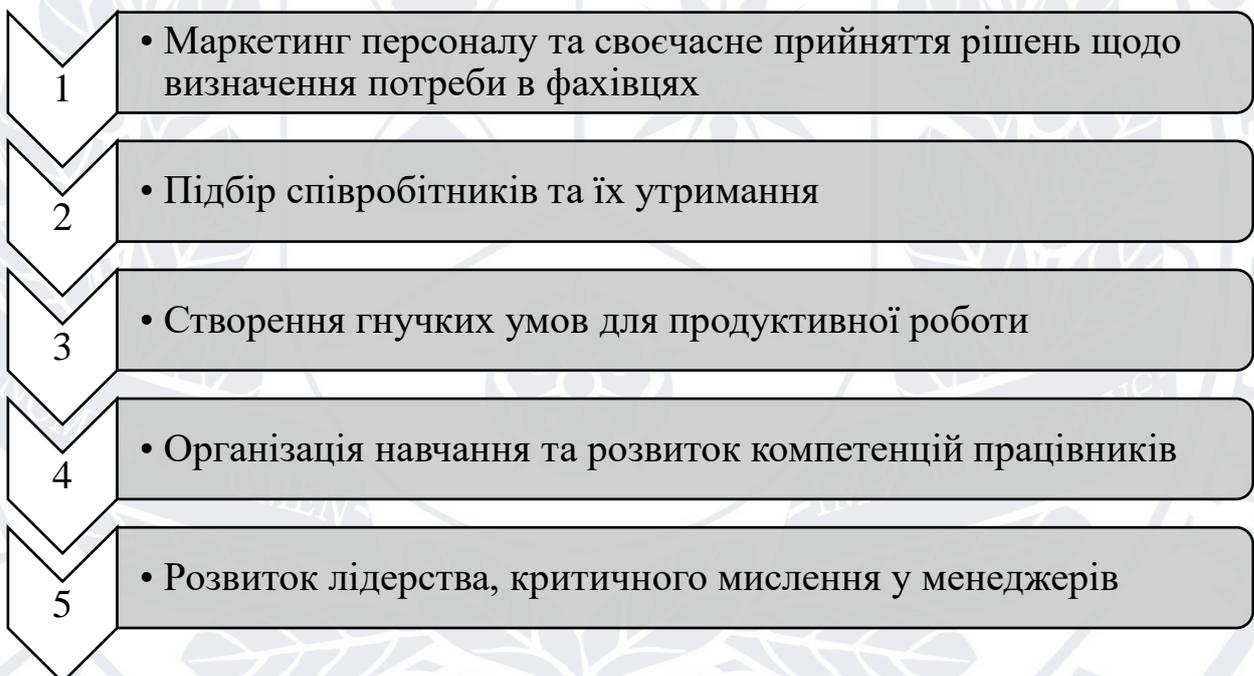 1
• Маркетинг персоналу та своєчасне прийняття рішень щодо
визначення потреби в фахівцях
2
• Підбір співробітників та їх утримання
3
• Створення гнучких умов для продуктивної роботи
4
• Організація навчання та розвиток компетенцій працівників
5
• Розвиток лідерства, критичного мислення у менеджерів